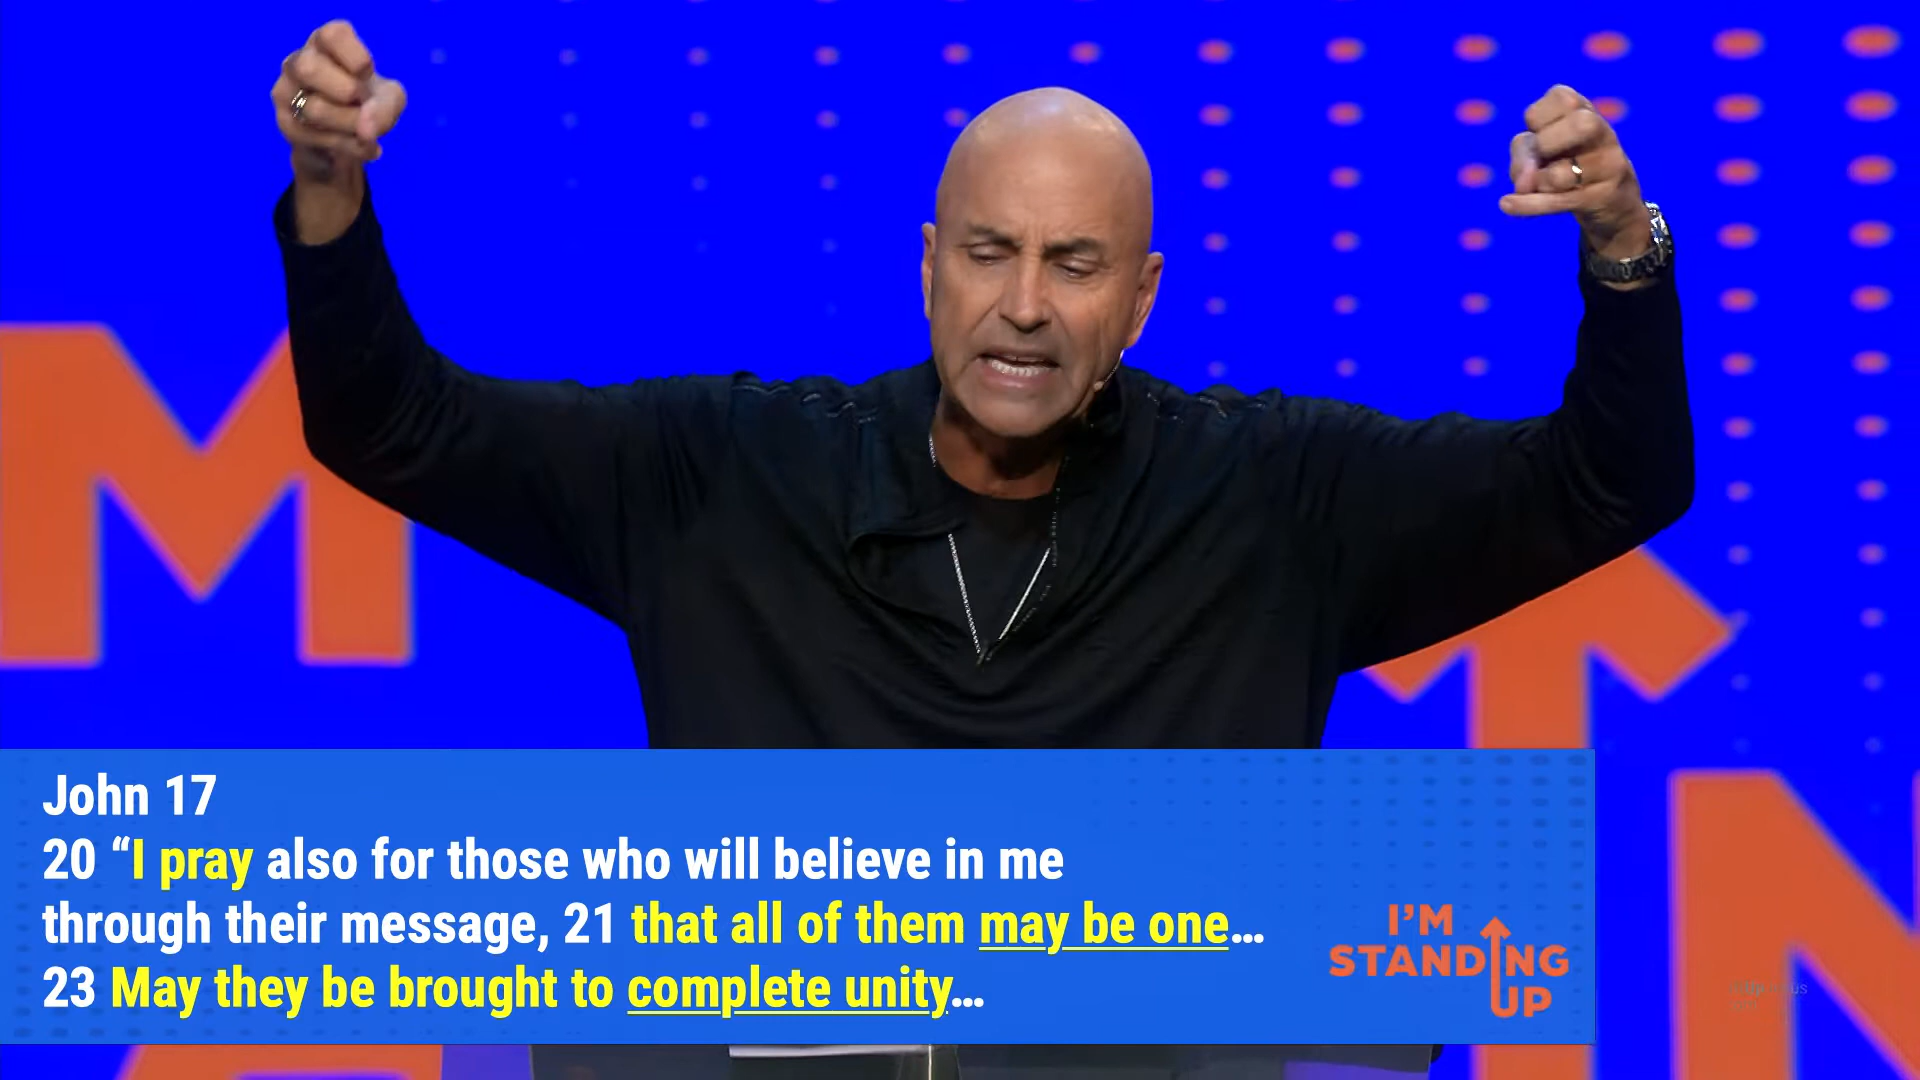 John 17
20 “I pray also for those who will believe in me
through their message, 21 that all of them may be one...
23 May they be brought to complete unity...
I'M
STANDING
UP